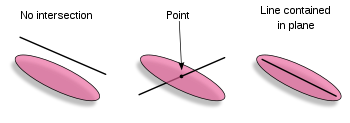 No intersection
Point
Line contained
in plane